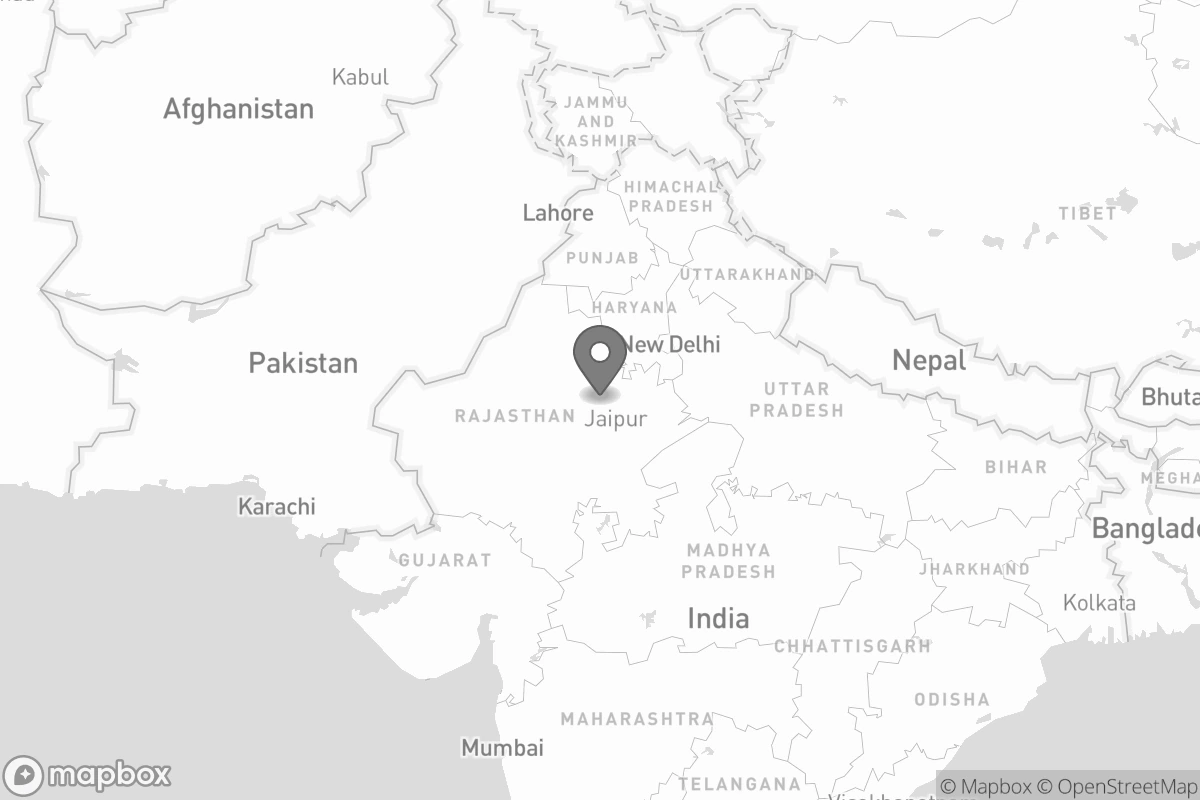 Kabul
Afghanistan
JAMMU
AND
KASHMIR
HIMACHAL
PRADESH
Lahore
TIBET
PUNJAB
UTTARAKHAND
HARYANA
New Delhi
Pakistan
Nepal
UTTAR
PRADESH
Bhuta
RAJASTHAN
Jaipur
BIHAR
MEGHA
Karachi
Banglade
GUJARAT
MADHYA
PRADESH
JHARKHAND
Kolkata
India
CHHATTISGARH
ODISHA
MAHARASHTRA
Mumbai
mapbox
TELANGANA
© Mapbox © OpenStreetMap